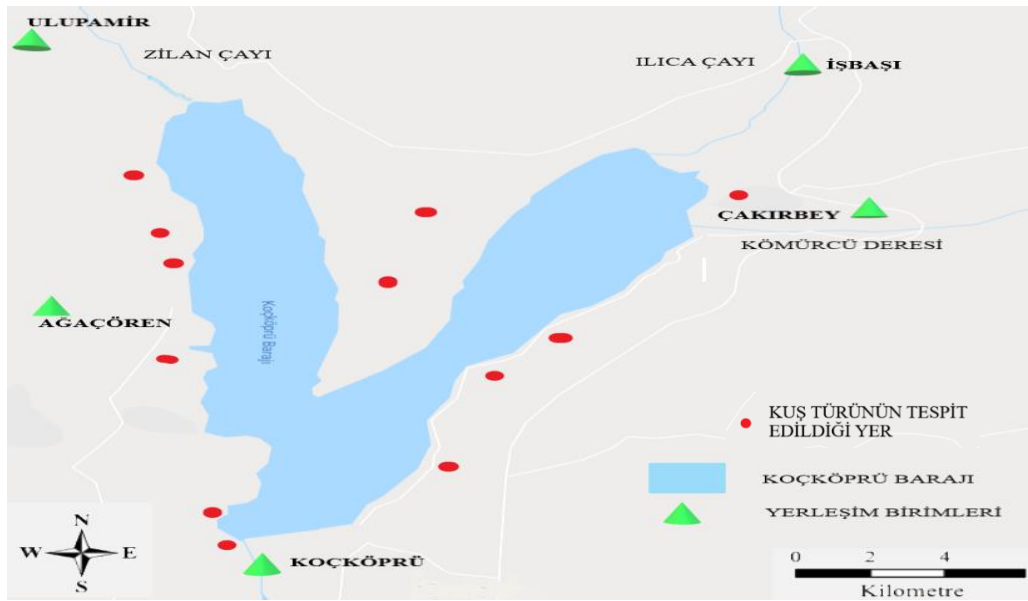 ULUPAMİR
ZİLAN ÇAYI
ILICA ÇAYI
İŞBAŞI
ÇAKIRBEY
KÖMÜRCÜ DERESİ
AĞAÇÖREN
Koçköprü Barajı
KUŞ TÜRÜNÜN TESPİT
EDİLDİĞİ YER
KOÇKÖPRÜ BARAJI
YERLEŞİM BİRİMLERİ
N
W E
S
KOÇKÖPRÜ
0 2 4
Kilometre